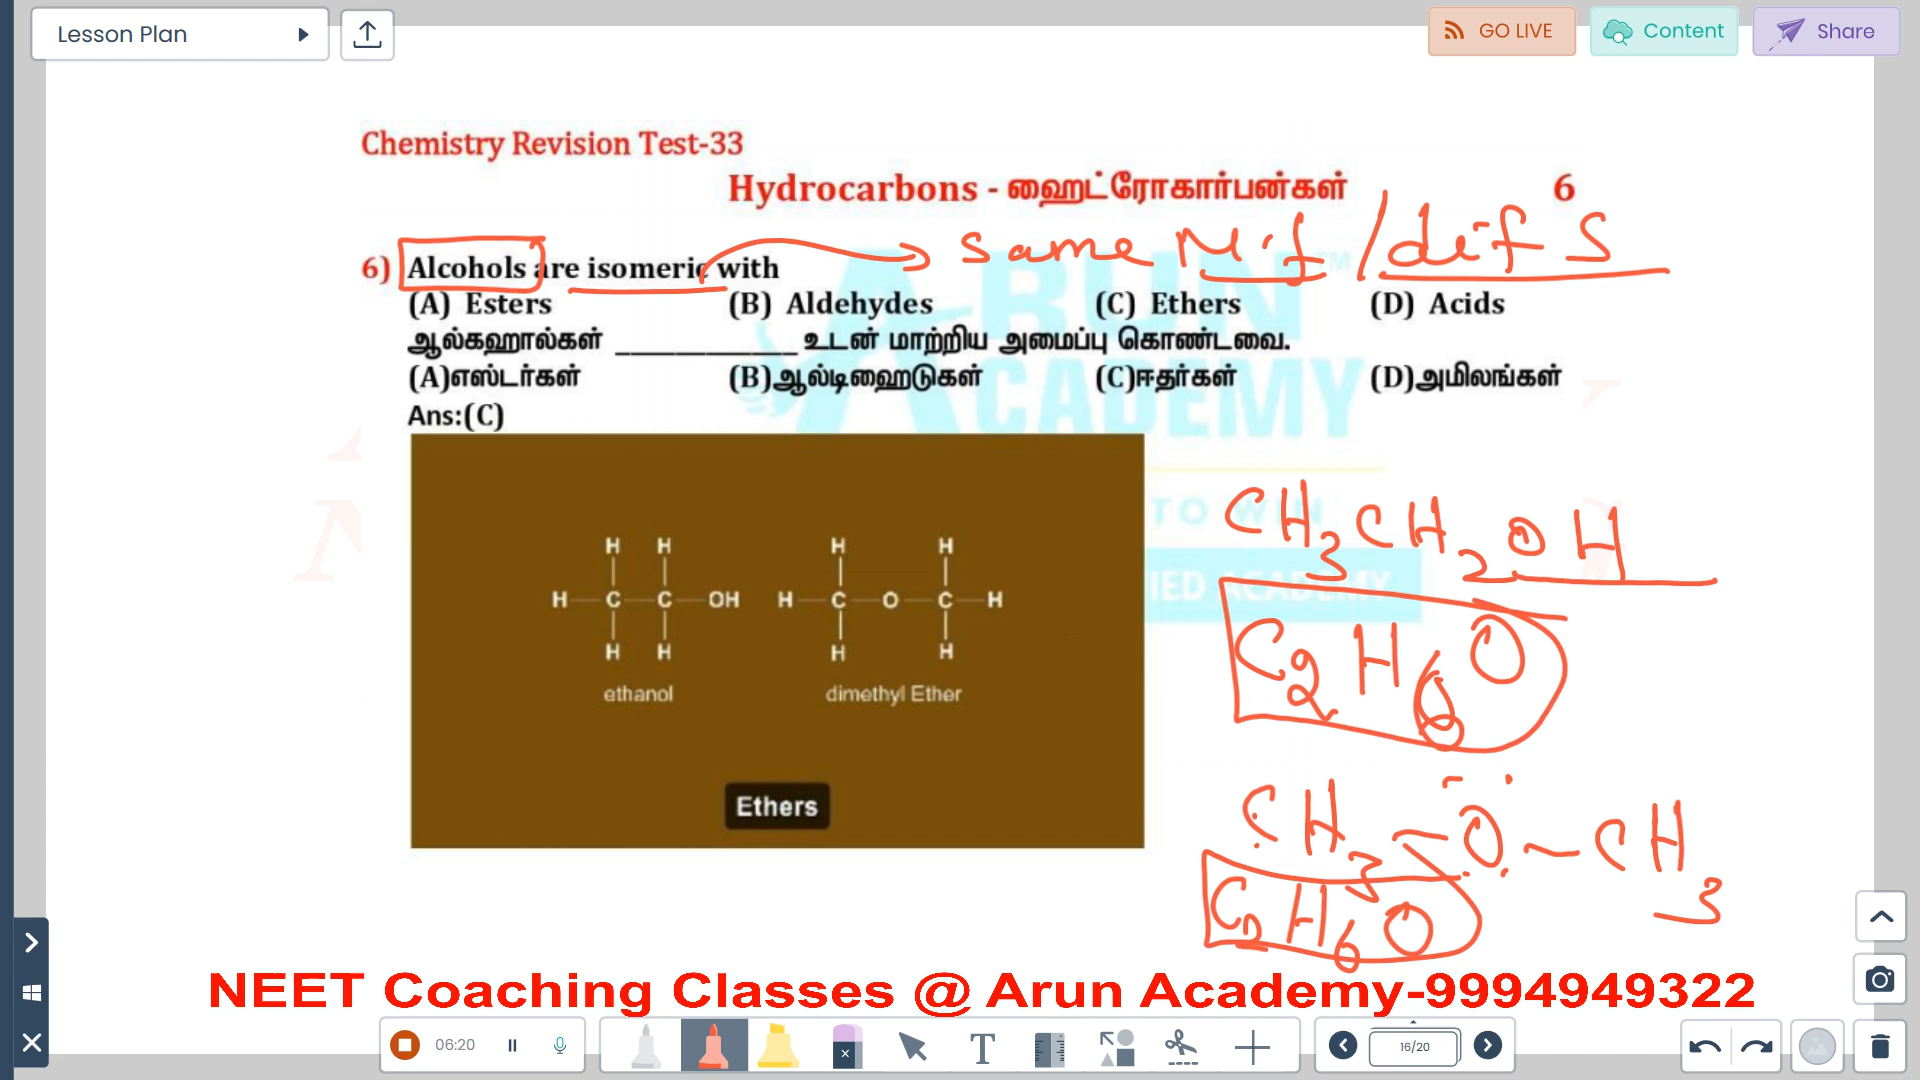 Lesson Plan
GO LIVE
Content
Share
Chemistry Revision Test-33
Hydrocarbons - ஹைட்ரோகார்பன்கள்
6
same M.f / dif S
6) Alcohols are isomeric with
(A) Esters (B) Aldehydes (C) Ethers (D) Acids
ஆல்கஹால்கள் ____________ உடன் மாற்றிய அமைப்பு கொண்டவை.
(A)எஸ்டர்கள் (B)ஆல்டிஹைடுகள் (C)ஈதர்கள் (D)அமிலங்கள்
Ans:(C)
CH3CH2OH
H H H H
H C C OH H C O C H
H H H H
ethanol dimethyl Ether
C2H6O
Ethers
CH3-O-CH3
C2H6O
NEET Coaching Classes @ Arun Academy-9994949322
06:20
T
16/20